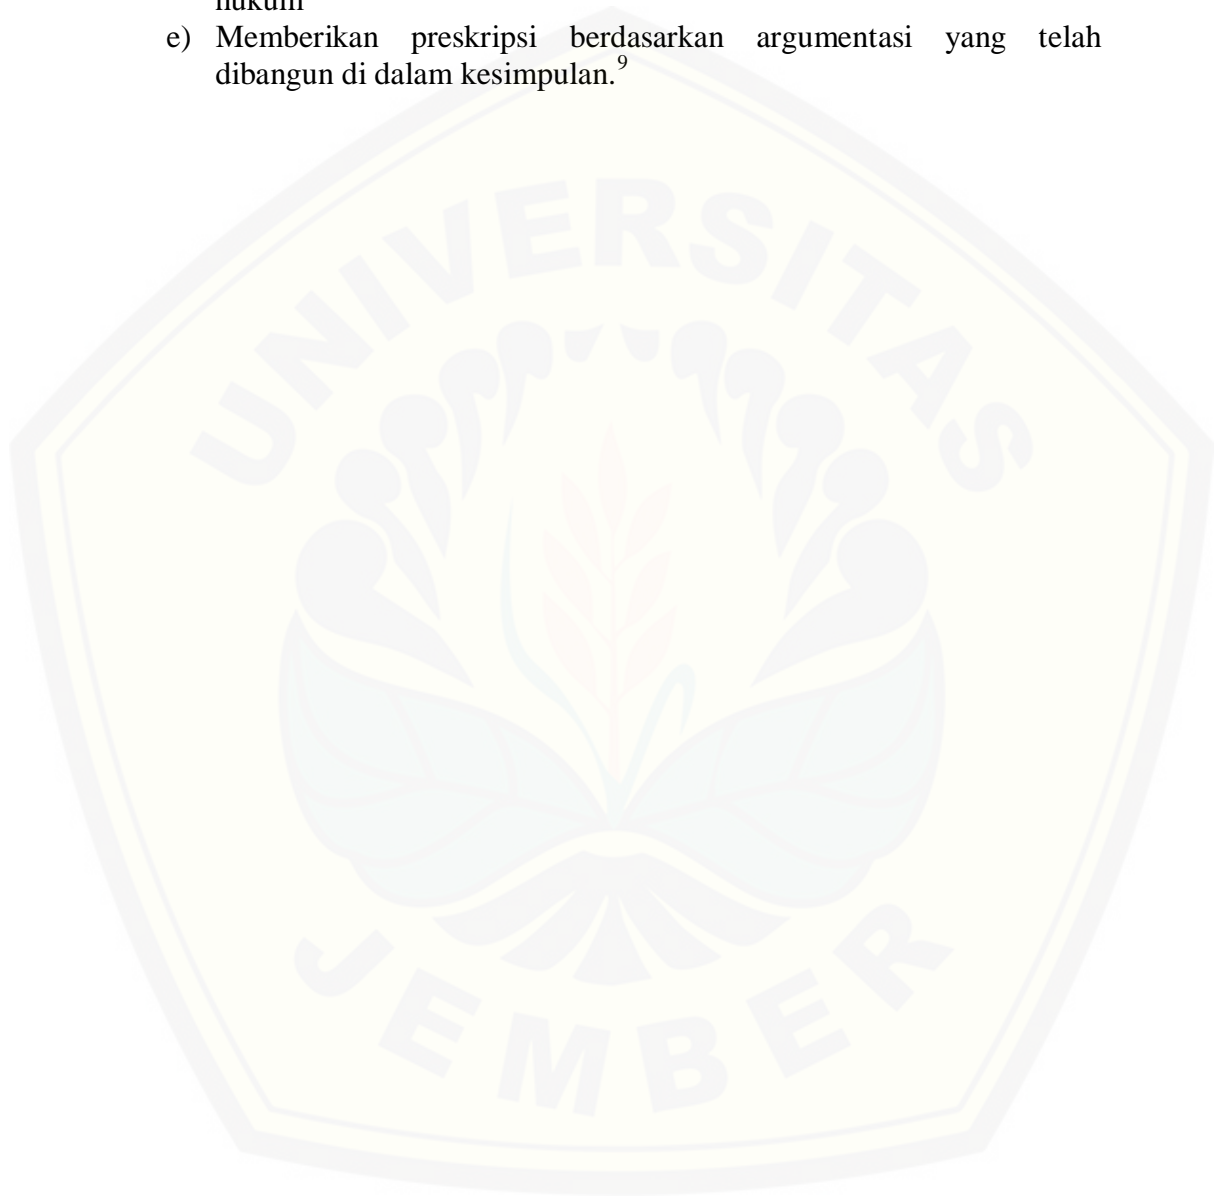 hukum
e) Memberikan preskripsi berdasarkan argumentasi yang telah
dibangun di dalam kesimpulan.⁹
UNIVERSITAS
JEMBER